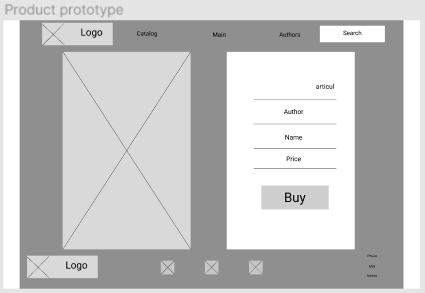 Product prototype
Logo
Catalog
Main
Authors
Search
articul
Author
Name
Price
Buy
Logo